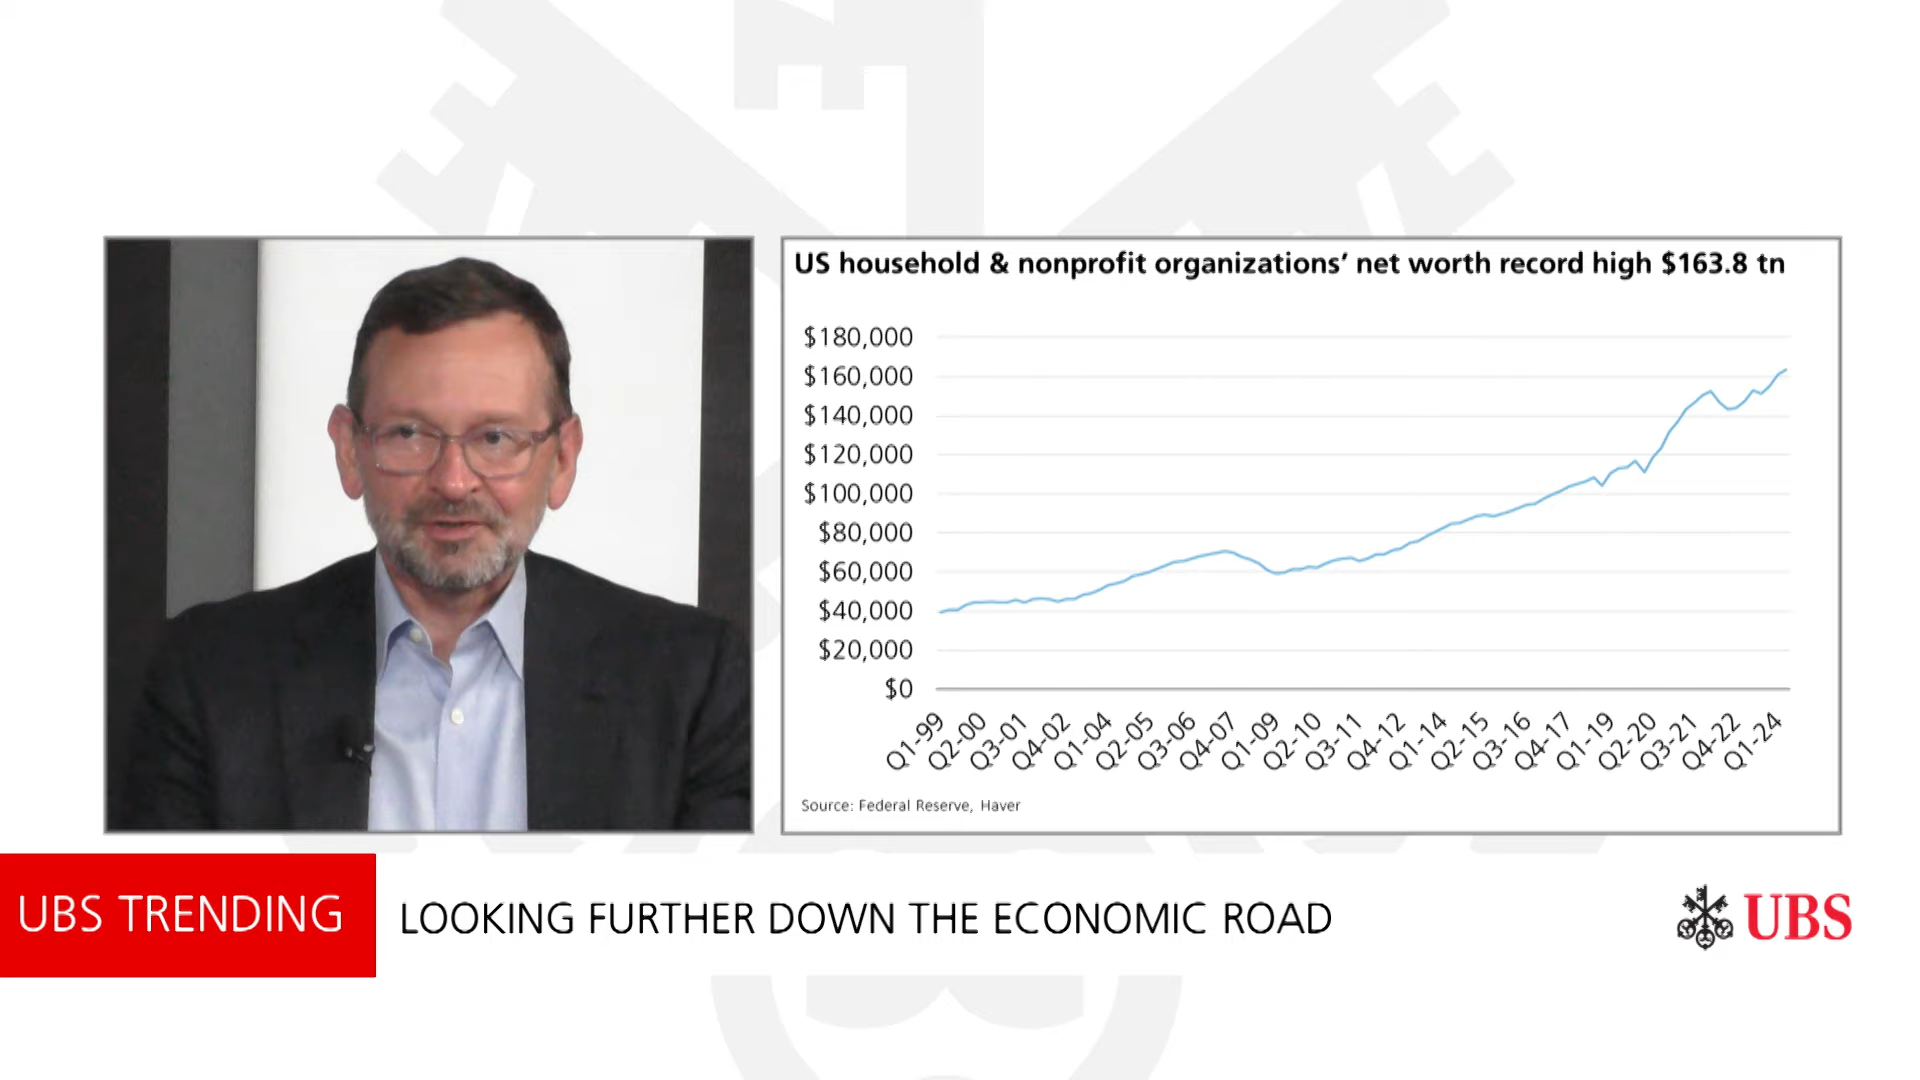 US household & nonprofit organizations’ net worth record high $163.8 tn
$180,000
$160,000
$140,000
$120,000
$100,000
$80,000
$60,000
$40,000
$20,000
$0
Q1-99
Q2-00
Q3-01
Q4-02
Q1-04
Q2-05
Q3-06
Q4-07
Q1-09
Q2-10
Q3-11
Q4-12
Q1-14
Q2-15
Q3-16
Q4-17
Q1-19
Q2-20
Q3-21
Q4-22
Q1-24
Source: Federal Reserve, Haver
UBS TRENDING
LOOKING FURTHER DOWN THE ECONOMIC ROAD
UBS